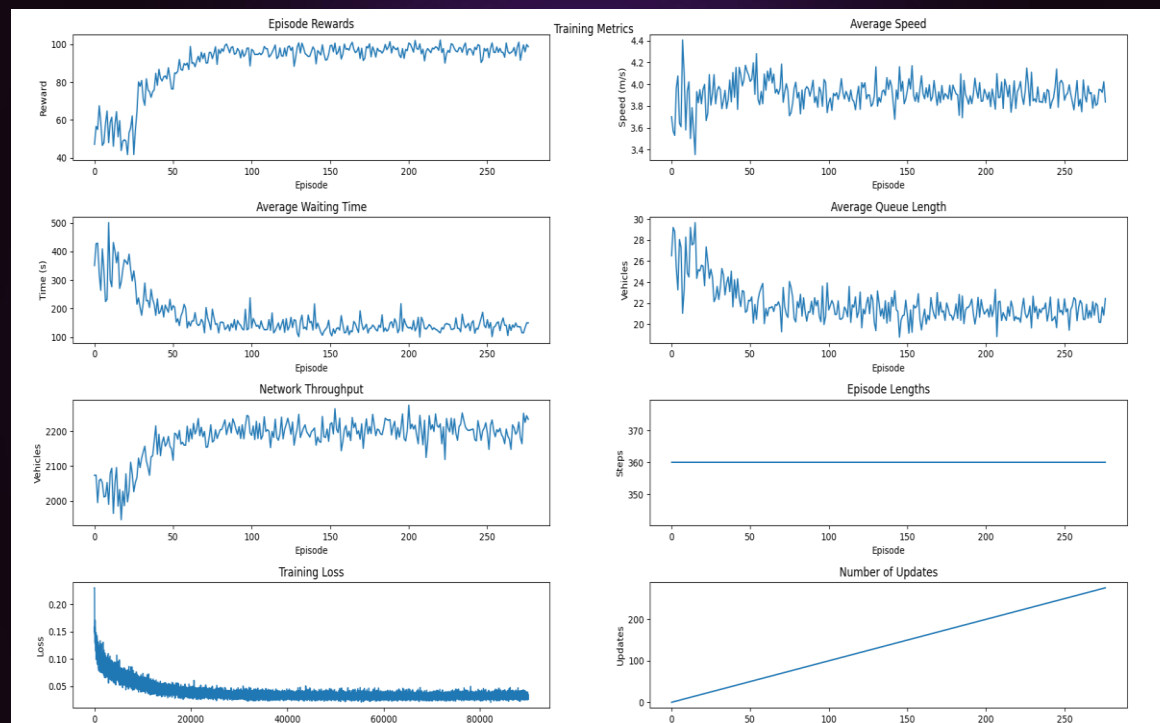 Training Metrics
Episode Rewards
Reward
100
80
60
40
0 50 100 150 200 250
Episode
Average Speed
Speed (m/s)
4.4
4.2
4.0
3.8
3.6
3.4
0 50 100 150 200 250
Episode
Average Waiting Time
Time (s)
500
400
300
200
100
0 50 100 150 200 250
Episode
Average Queue Length
Vehicles
30
28
26
24
22
20
0 50 100 150 200 250
Episode
Network Throughput
Vehicles
2200
2100
2000
0 50 100 150 200 250
Episode
Episode Lengths
Steps
370
360
350
0 50 100 150 200 250
Episode
Training Loss
Loss
0.20
0.15
0.10
0.05
0 20000 40000 60000 80000
Number of Updates
Updates
200
100
0
0 50 100 150 200 250